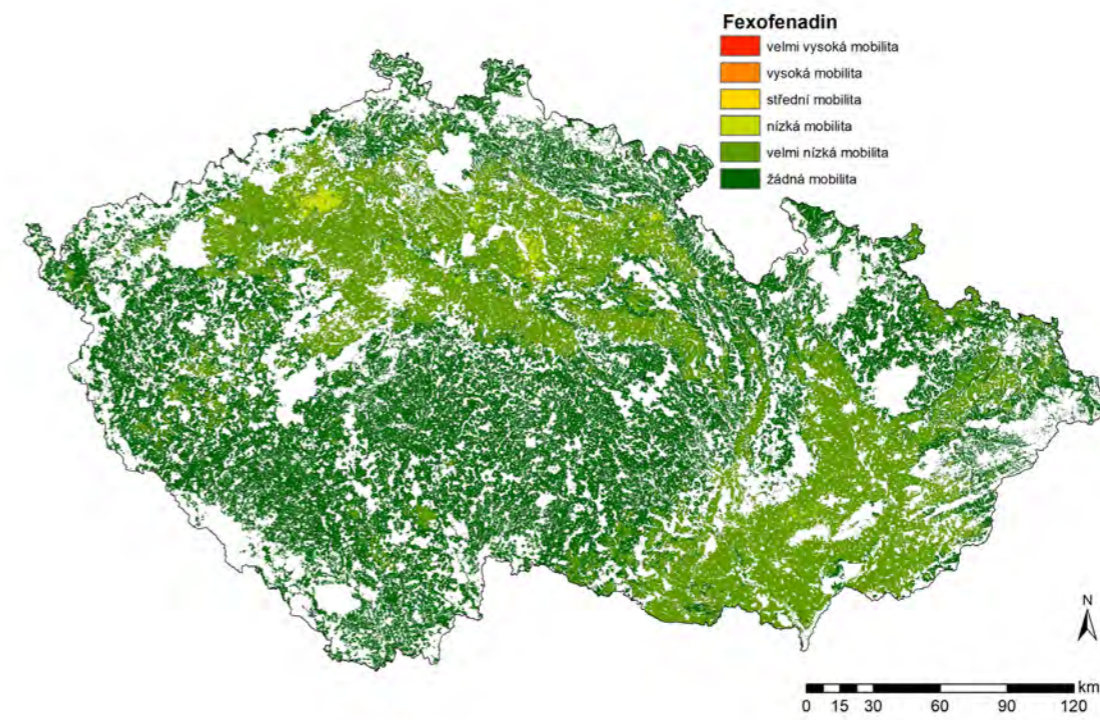 Fexofenadin
velmi vysoká mobilita
vysoká mobilita
střední mobilita
nízká mobilita
velmi nízká mobilita
žádná mobilita
N
km
0 15 30 60 90 120